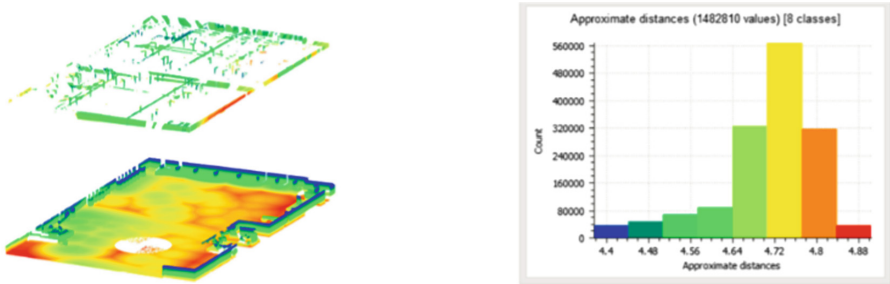 Approximate distances (1482810 values) [8 classes]
560000
480000
400000
320000
240000
160000
80000
0
Count
4.4 4.48 4.56 4.64 4.72 4.8 4.88
Approximate distances